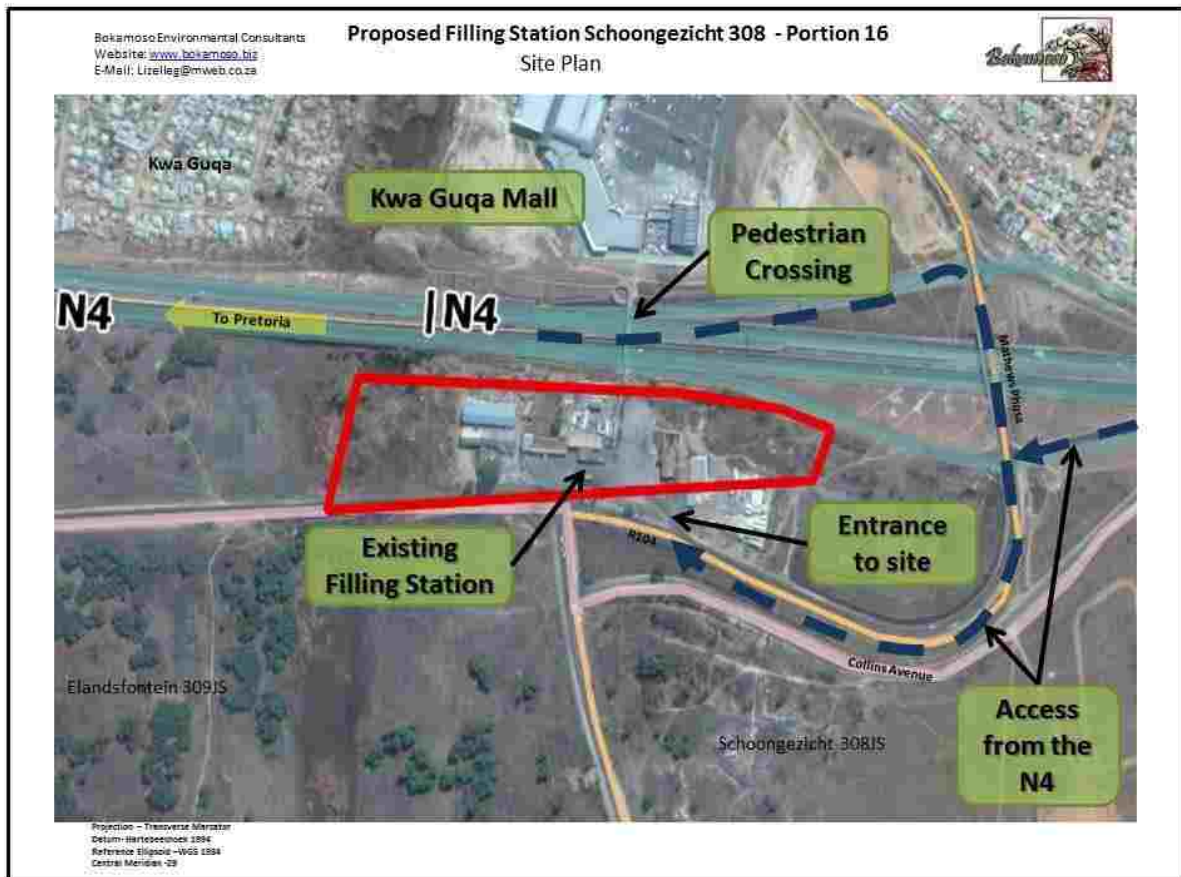 Bokamoso Environmental Consultants
Website: www.bokamoso.biz
E-Mail: Lizelleg@mweb.co.za
Proposed Filling Station Schoongezicht 308 - Portion 16
Site Plan
Bokamoso
Kwa Guqa
Kwa Guqa Mall
Pedestrian
Crossing
N4
To Pretoria
N4
Mathews Phosa
Existing
Filling Station
R104
Entrance
to site
Collins Avenue
Elandsfontein 309JS
Schoongezicht 308JS
Access
from the
N4
Projection – Transverse Mercator
Datum- Hartebeeshoek 1994
Reference Ellipsoid –WGS 1984
Central Meridian -29